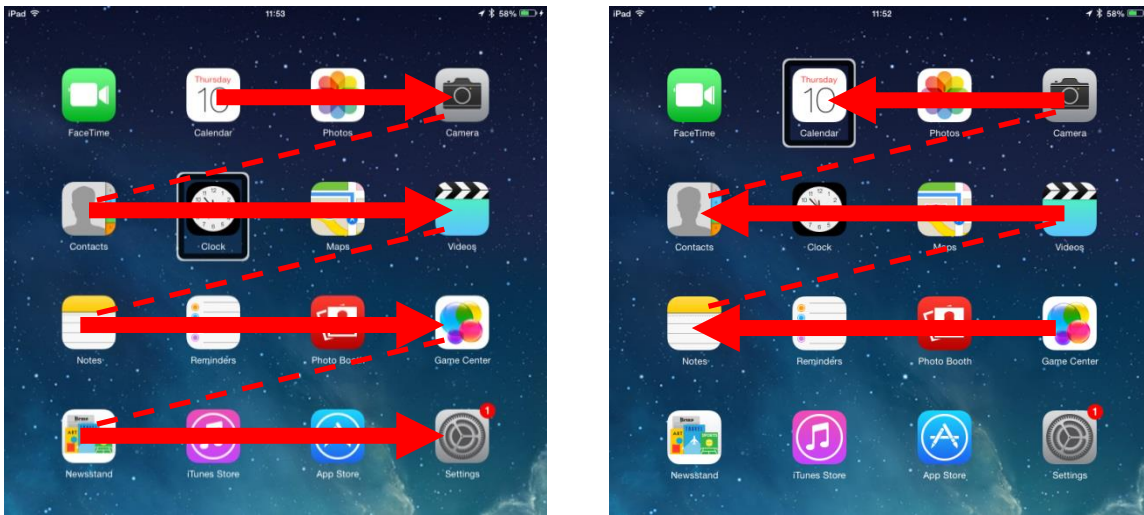 iPad 11:53 58%
FaceTime Thursday 10 Calendar Photos Camera
Contacts Clock Maps Videos
Notes Reminders Photo Booth Game Center
1
Newsstand iTunes Store App Store Settings
iPad 11:52 58%
FaceTime Thursday 10 Calendar Photos Camera
Contacts Clock Maps Videos
Notes Reminders Photo Booth Game Center
1
Newsstand iTunes Store App Store Settings